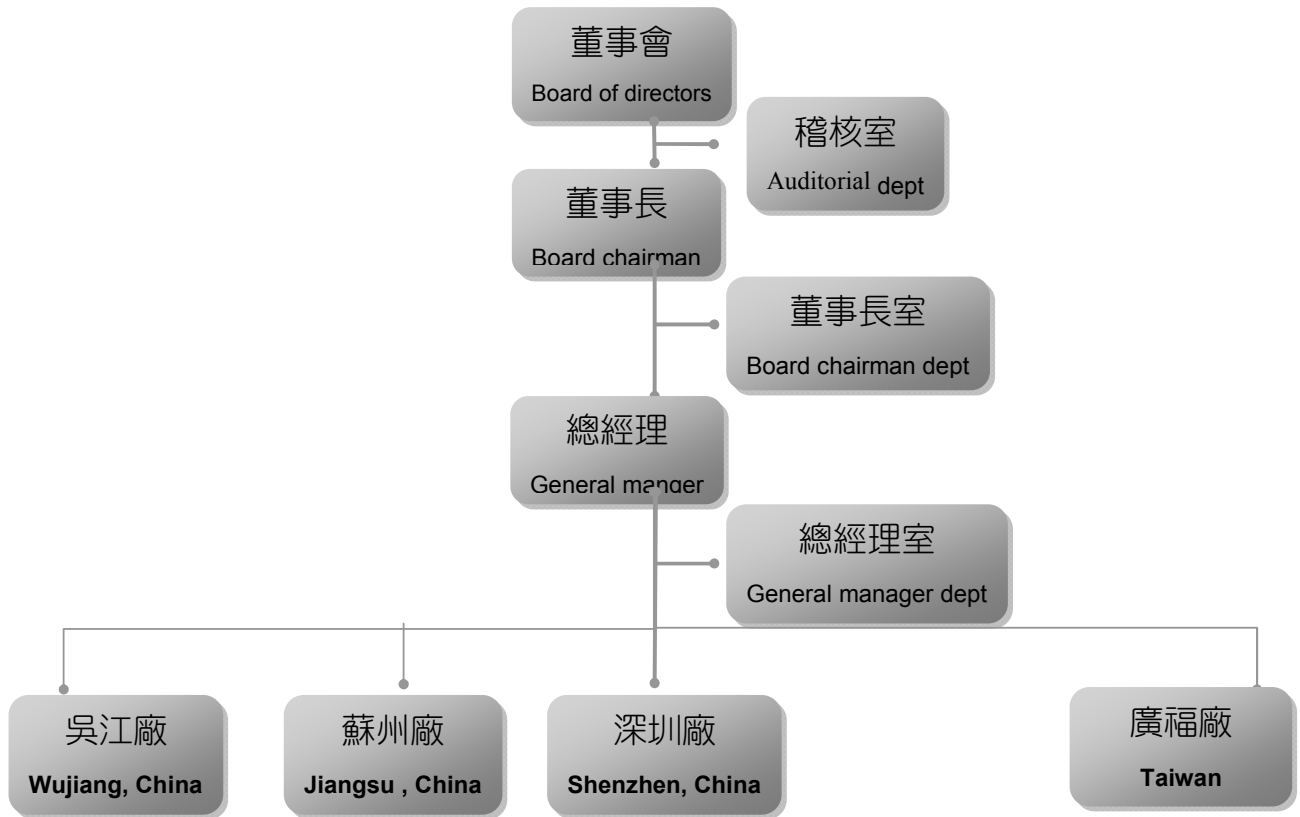 董事會
Board of directors
稽核室
Auditorial dept
董事長
Board chairman
董事長室
Board chairman dept
總經理
General manger
總經理室
General manager dept
吳江廠
Wujiang, China
蘇州廠
Jiangsu , China
深圳廠
Shenzhen, China
廣福廠
Taiwan